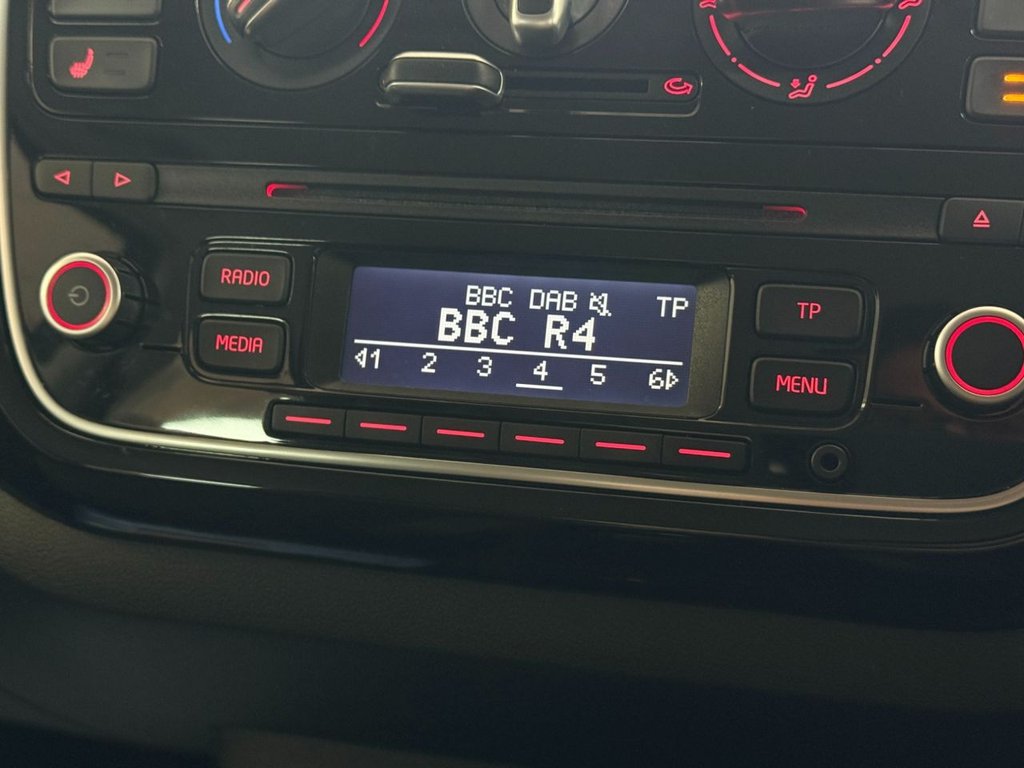 RADIO
MEDIA
BBC DAB TP
BBC R4
1 2 3 4 5 6
TP
MENU